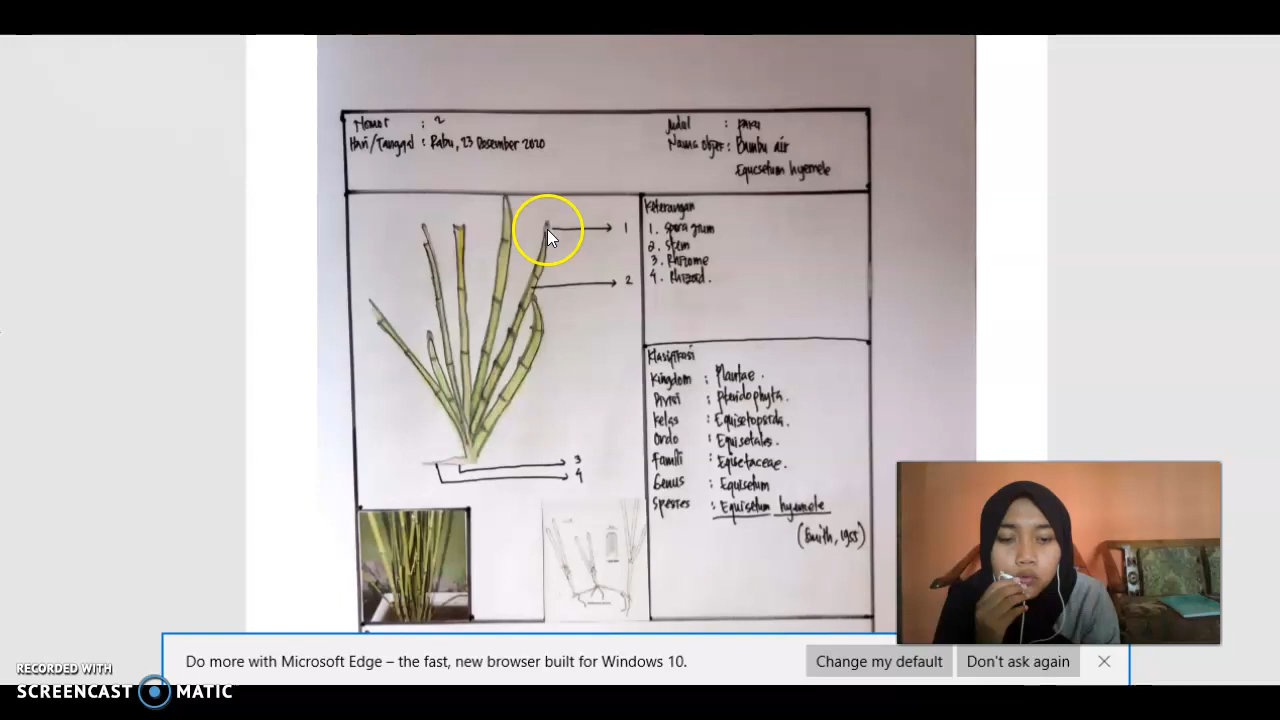 Nomor : 2
Hari/Tanggal : Rabu, 23 Desember 2020
Judul : paku
Nama objek : Bambu air
Equisetum hyemele
1
2
3
4
Keterangan
1. Sporangium
2. Stem
3. Rhizome
4. Rhizoid.
Klasifikasi
Kingdom : Plantae.
Divisi : Pteridophyta.
Kelas : Equisetopsida.
Ordo : Equisetales.
Famili : Equisetaceae.
Genus : Equisetum
Spesies : Equisetum hyemele
(Smith, 1955)
Do more with Microsoft Edge – the fast, new browser built for Windows 10.
Change my default
Don't ask again
RECORDED WITH
SCREENCAST MATIC